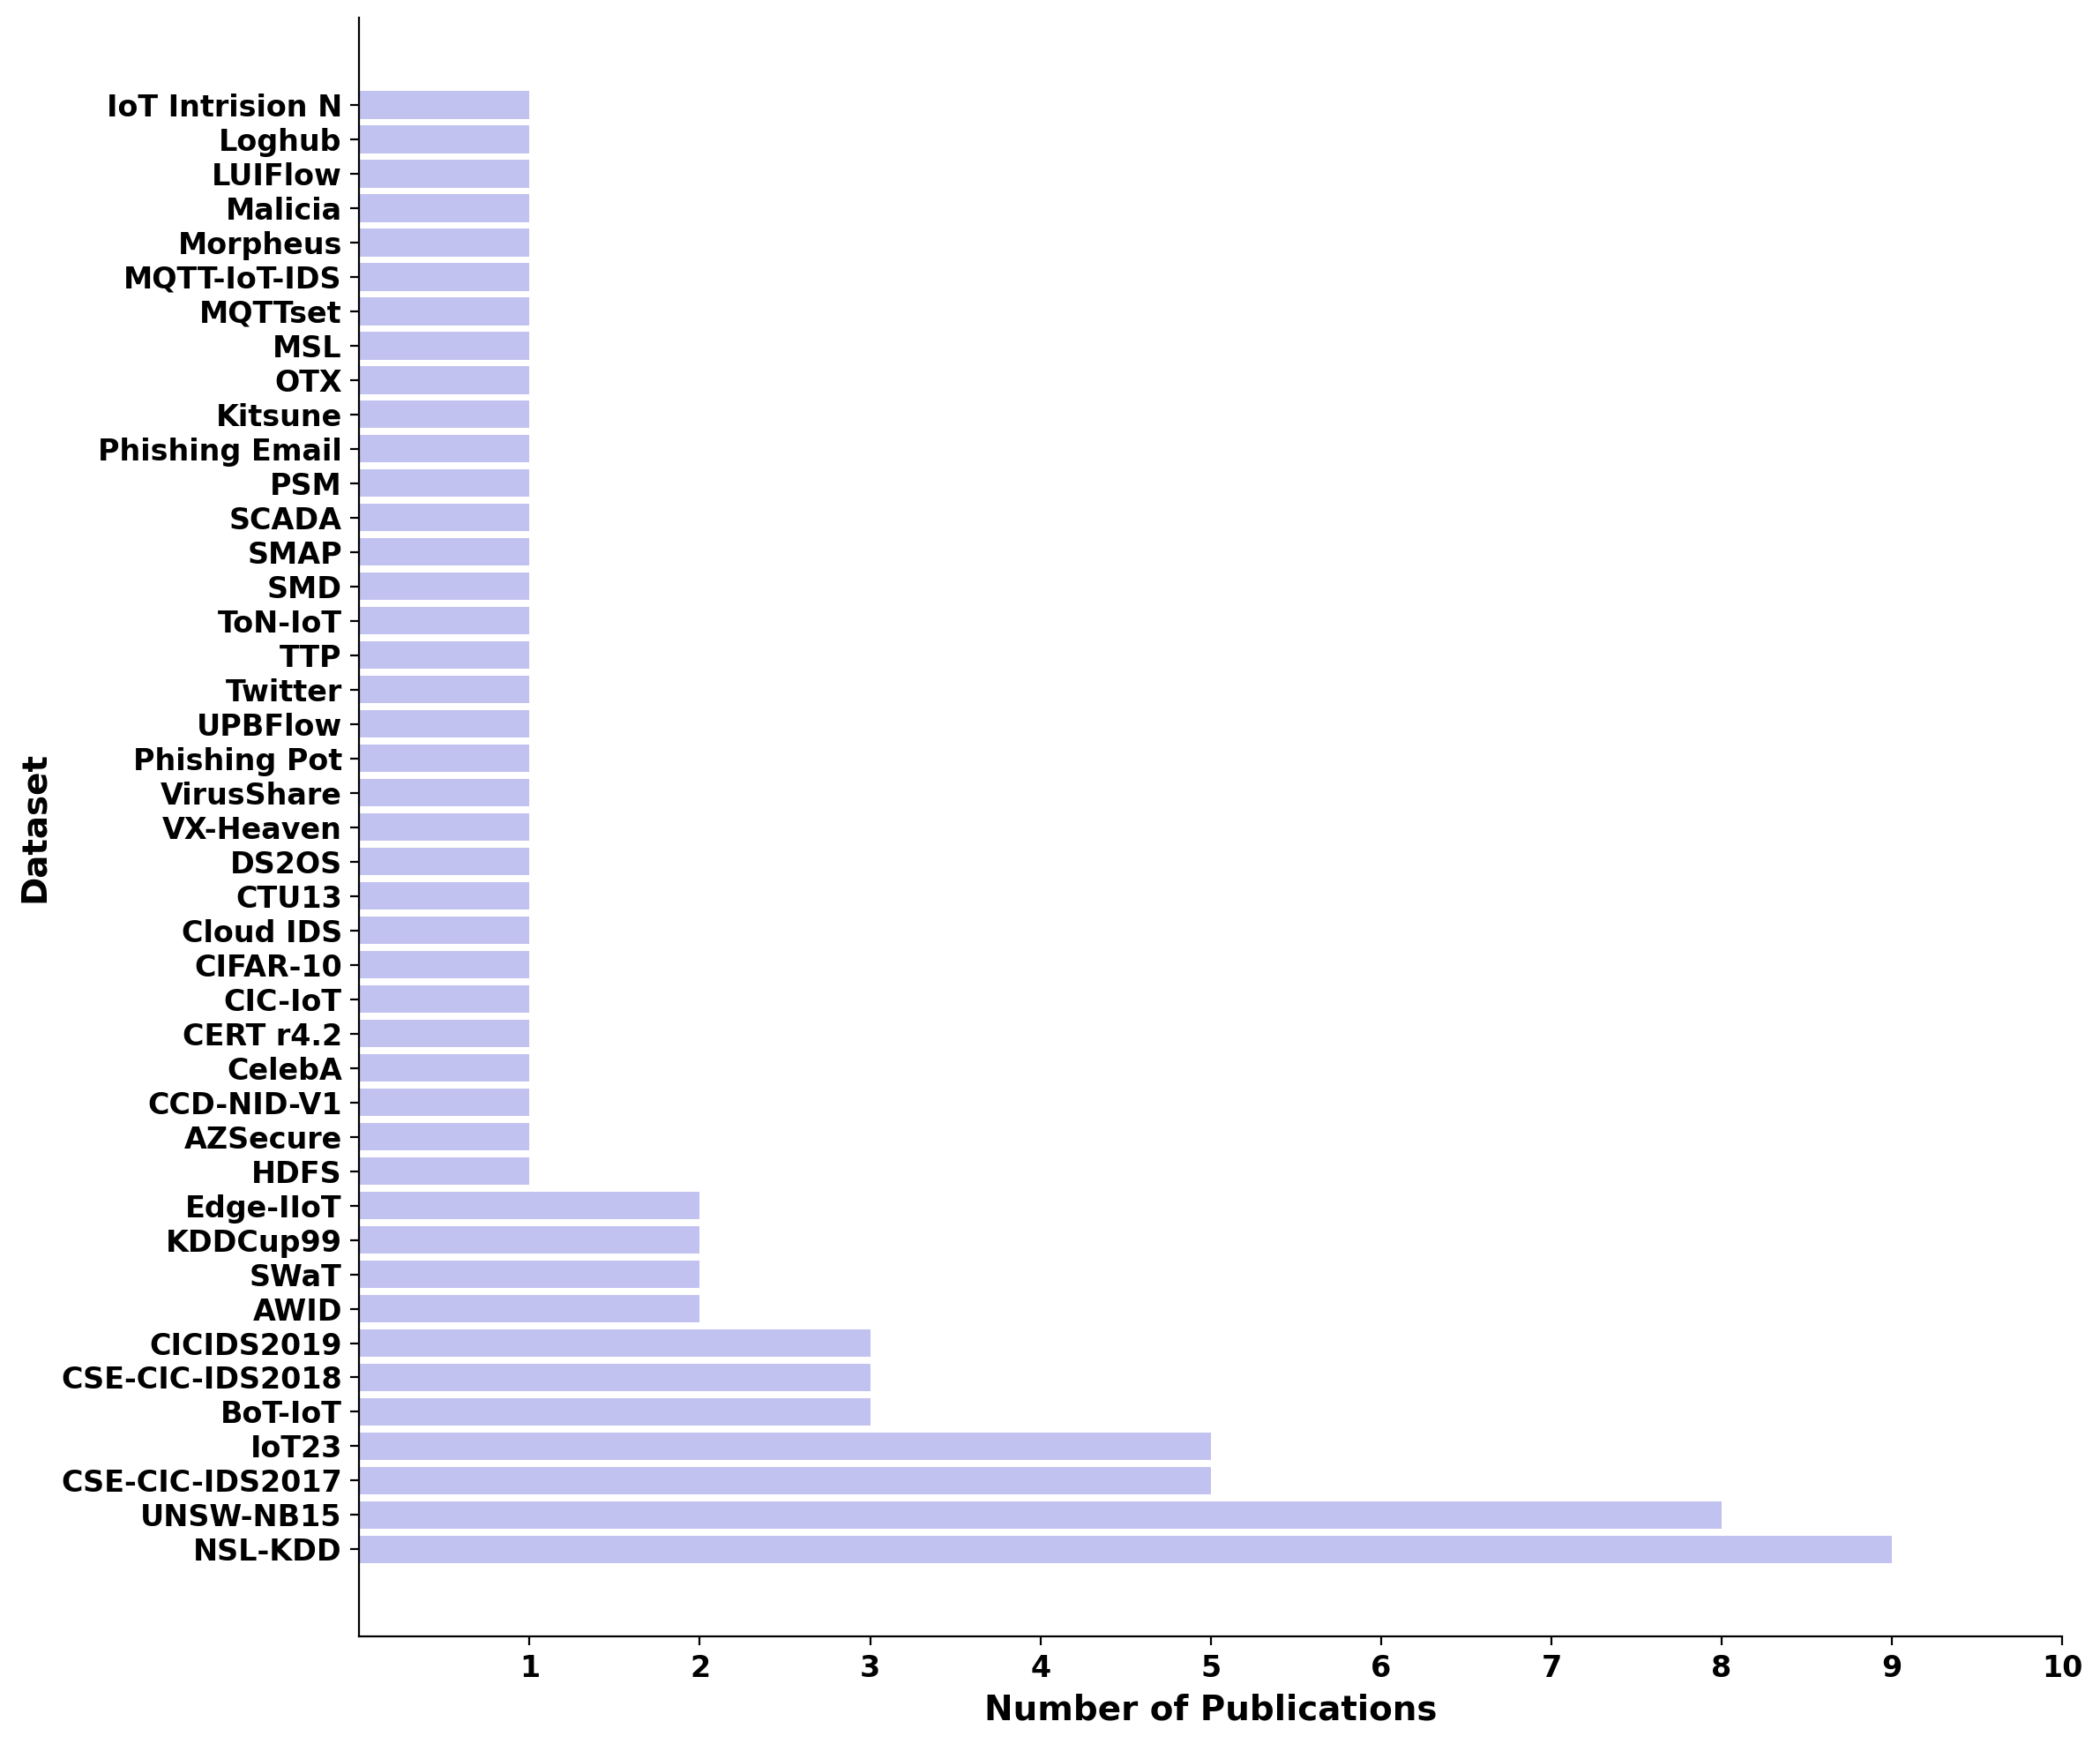 IoT Intrision N
Loghub
LUIFlow
Malicia
Morpheus
MQTT-IoT-IDS
MQTTset
MSL
OTX
Kitsune
Phishing Email
PSM
SCADA
SMAP
SMD
ToN-IoT
TTP
Twitter
UPBFlow
Phishing Pot
VirusShare
VX-Heaven
DS2OS
CTU13
Cloud IDS
CIFAR-10
CIC-IoT
CERT r4.2
CelebA
CCD-NID-V1
AZSecure
HDFS
Edge-IIoT
KDDCup99
SWaT
AWID
CICIDS2019
CSE-CIC-IDS2018
BoT-IoT
IoT23
CSE-CIC-IDS2017
UNSW-NB15
NSL-KDD
Dataset
1 2 3 4 5 6 7 8 9 10
Number of Publications